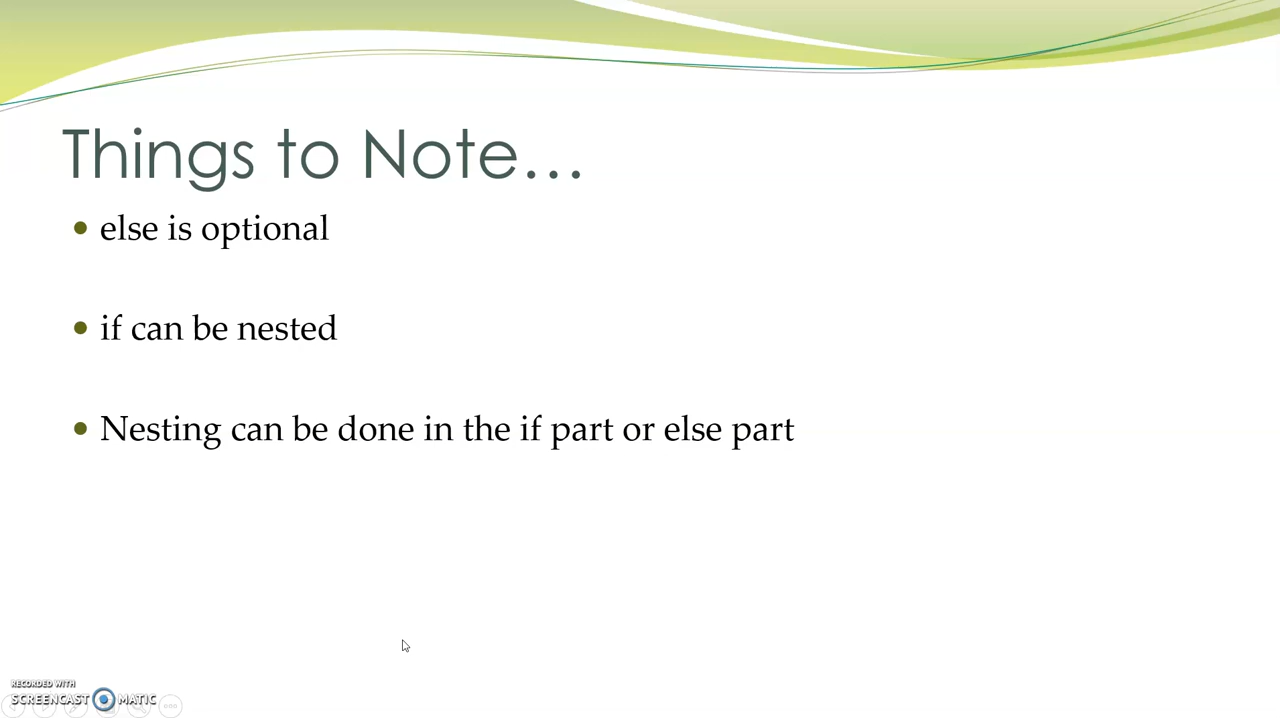 Things to Note…
else is optional
if can be nested
Nesting can be done in the if part or else part
RECORDED WITH
SCREENCAST MATIC